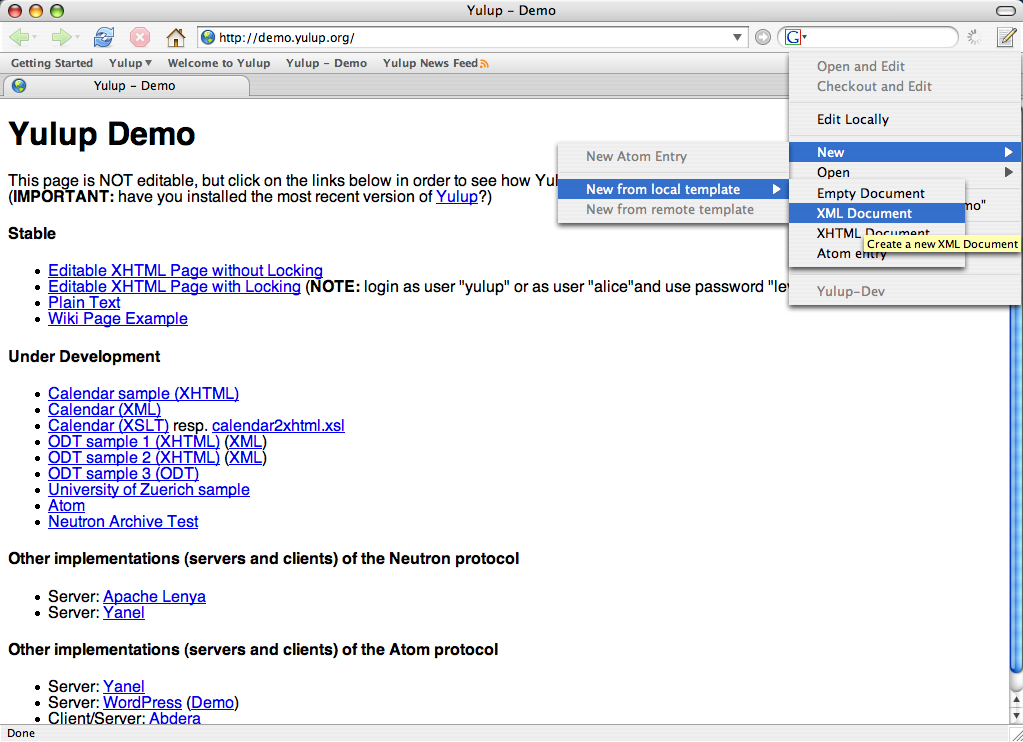 Yulup – Demo
http://demo.yulup.org/
G
Getting Started Yulup Welcome to Yulup Yulup – Demo Yulup News Feed
Yulup – Demo
Open and Edit
Checkout and Edit
Edit Locally
New
Open
mo"
Yulup-Dev
New Atom Entry
New from local template
New from remote template
Empty Document
XML Document
XHTML Document
Atom entry
Create a new XML Document
Yulup Demo
This page is NOT editable, but click on the links below in order to see how Yul
(IMPORTANT: have you installed the most recent version of Yulup?)
Stable
Editable XHTML Page without Locking
Editable XHTML Page with Locking (NOTE: login as user "yulup" or as user "alice"and use password "le
Plain Text
Wiki Page Example
Under Development
Calendar sample (XHTML)
Calendar (XML)
Calendar (XSLT) resp. calendar2xhtml.xsl
ODT sample 1 (XHTML) (XML)
ODT sample 2 (XHTML) (XML)
ODT sample 3 (ODT)
University of Zuerich sample
Atom
Neutron Archive Test
Other implementations (servers and clients) of the Neutron protocol
Server: Apache Lenya
Server: Yanel
Other implementations (servers and clients) of the Atom protocol
Server: Yanel
Server: WordPress (Demo)
Client/Server: Abdera
Done